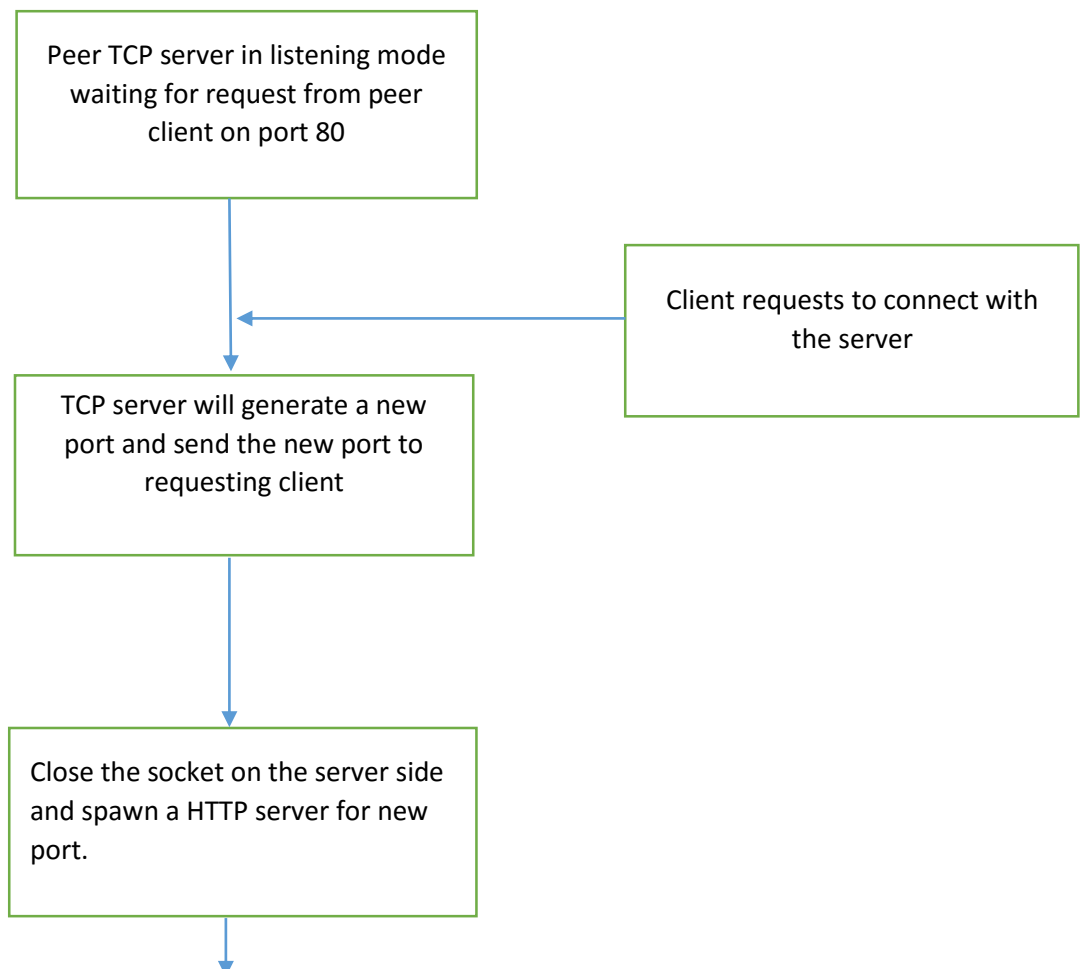 Peer TCP server in listening mode
waiting for request from peer
client on port 80
Client requests to connect with
the server
TCP server will generate a new
port and send the new port to
requesting client
Close the socket on the server side
and spawn a HTTP server for new
port.